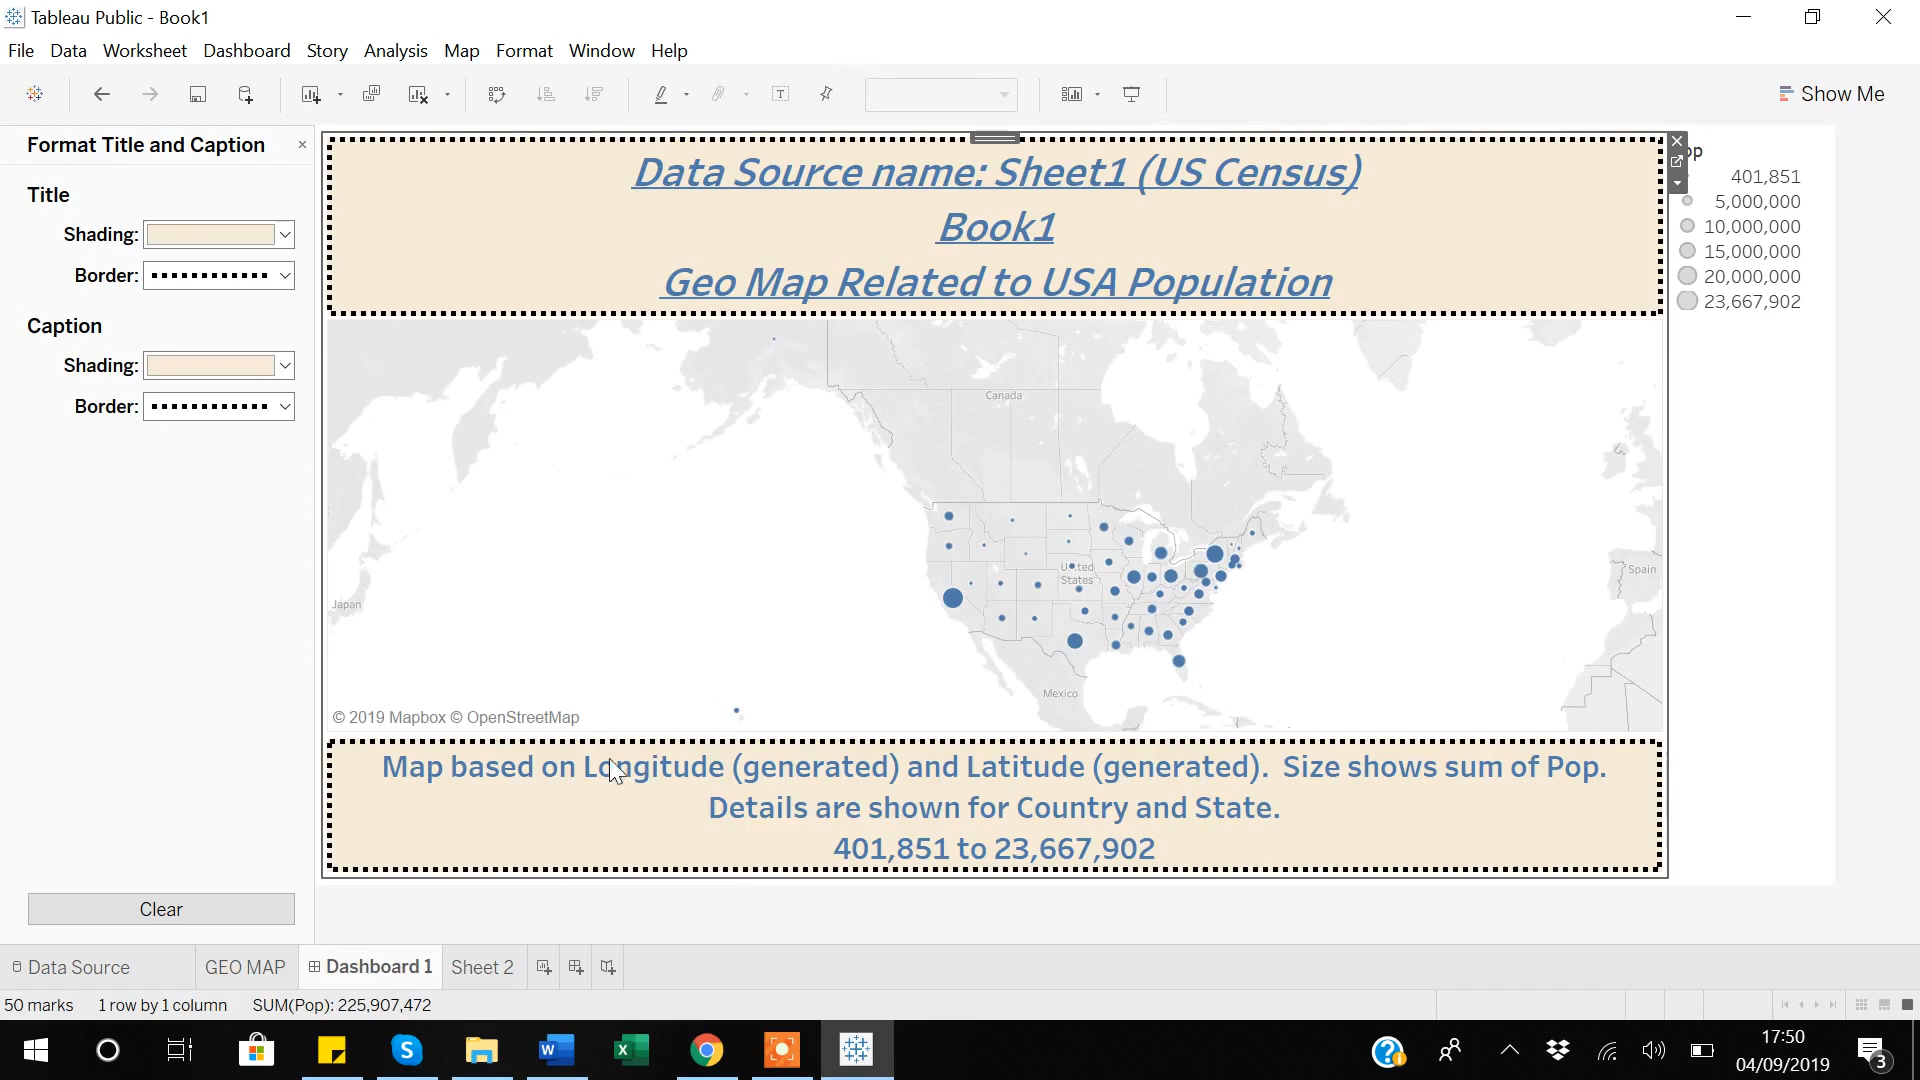 Tableau Public - Book1
File Data Worksheet Dashboard Story Analysis Map Format Window Help
Show Me
Format Title and Caption
Title
Shading:
Border:
Caption
Shading:
Border:
Clear
Data Source name: Sheet1 (US Census)
Book1
Geo Map Related to USA Population
Canada
United
States
Mexico
Japan
Spain
© 2019 Mapbox © OpenStreetMap
Map based on Longitude (generated) and Latitude (generated).  Size shows sum of Pop.
Details are shown for Country and State.
401,851 to 23,667,902
401,851
5,000,000
10,000,000
15,000,000
20,000,000
23,667,902
Data Source GEO MAP Dashboard 1 Sheet 2
50 marks 1 row by 1 column SUM(Pop): 225,907,472
17:50
04/09/2019
3